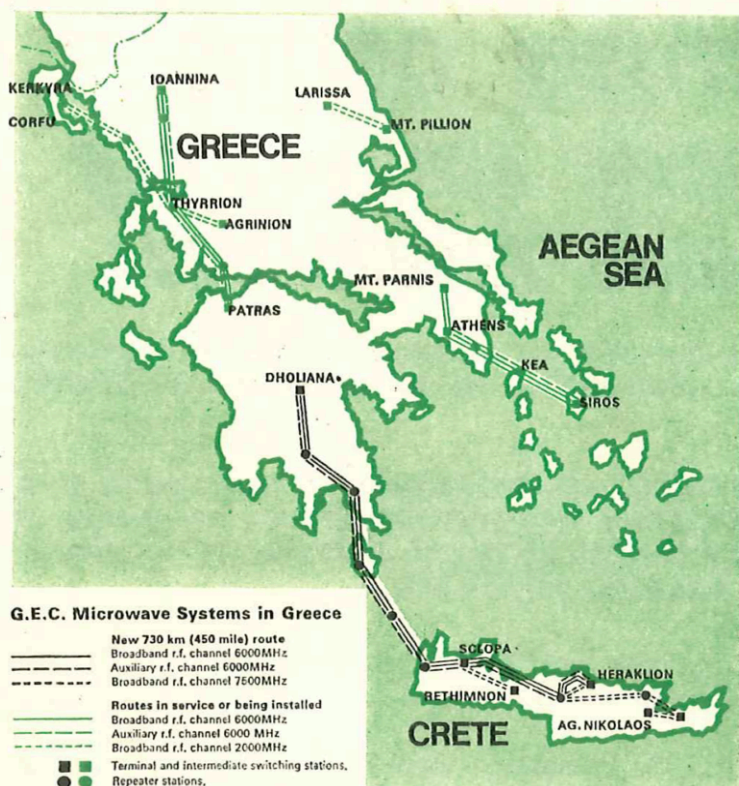 KERKYRA
CORFU
IOANNINA
LARISSA
MT. PILLION
GREECE
THYRRION
AGRINION
AEGEAN
SEA
MT. PARNIS
PATRAS
ATHENS
KEA
DHOLIANA
SIROS
G.E.C. Microwave Systems in Greece
New 730 km (450 mile) route
Broadband r.f. channel 6000MHz
Auxiliary r.f. channel 6000MHz
Broadband r.f. channel 7500MHz
Routes in service or being installed
Broadband r.f. channel 6000MHz
Auxiliary r.f. channel 6000 MHz
Broadband r.f. channel 2000MHz
Terminal and intermediate switching stations.
Repeater stations.
SCLOPA
HERAKLION
RETHIMNON
AG. NIKOLAOS
CRETE